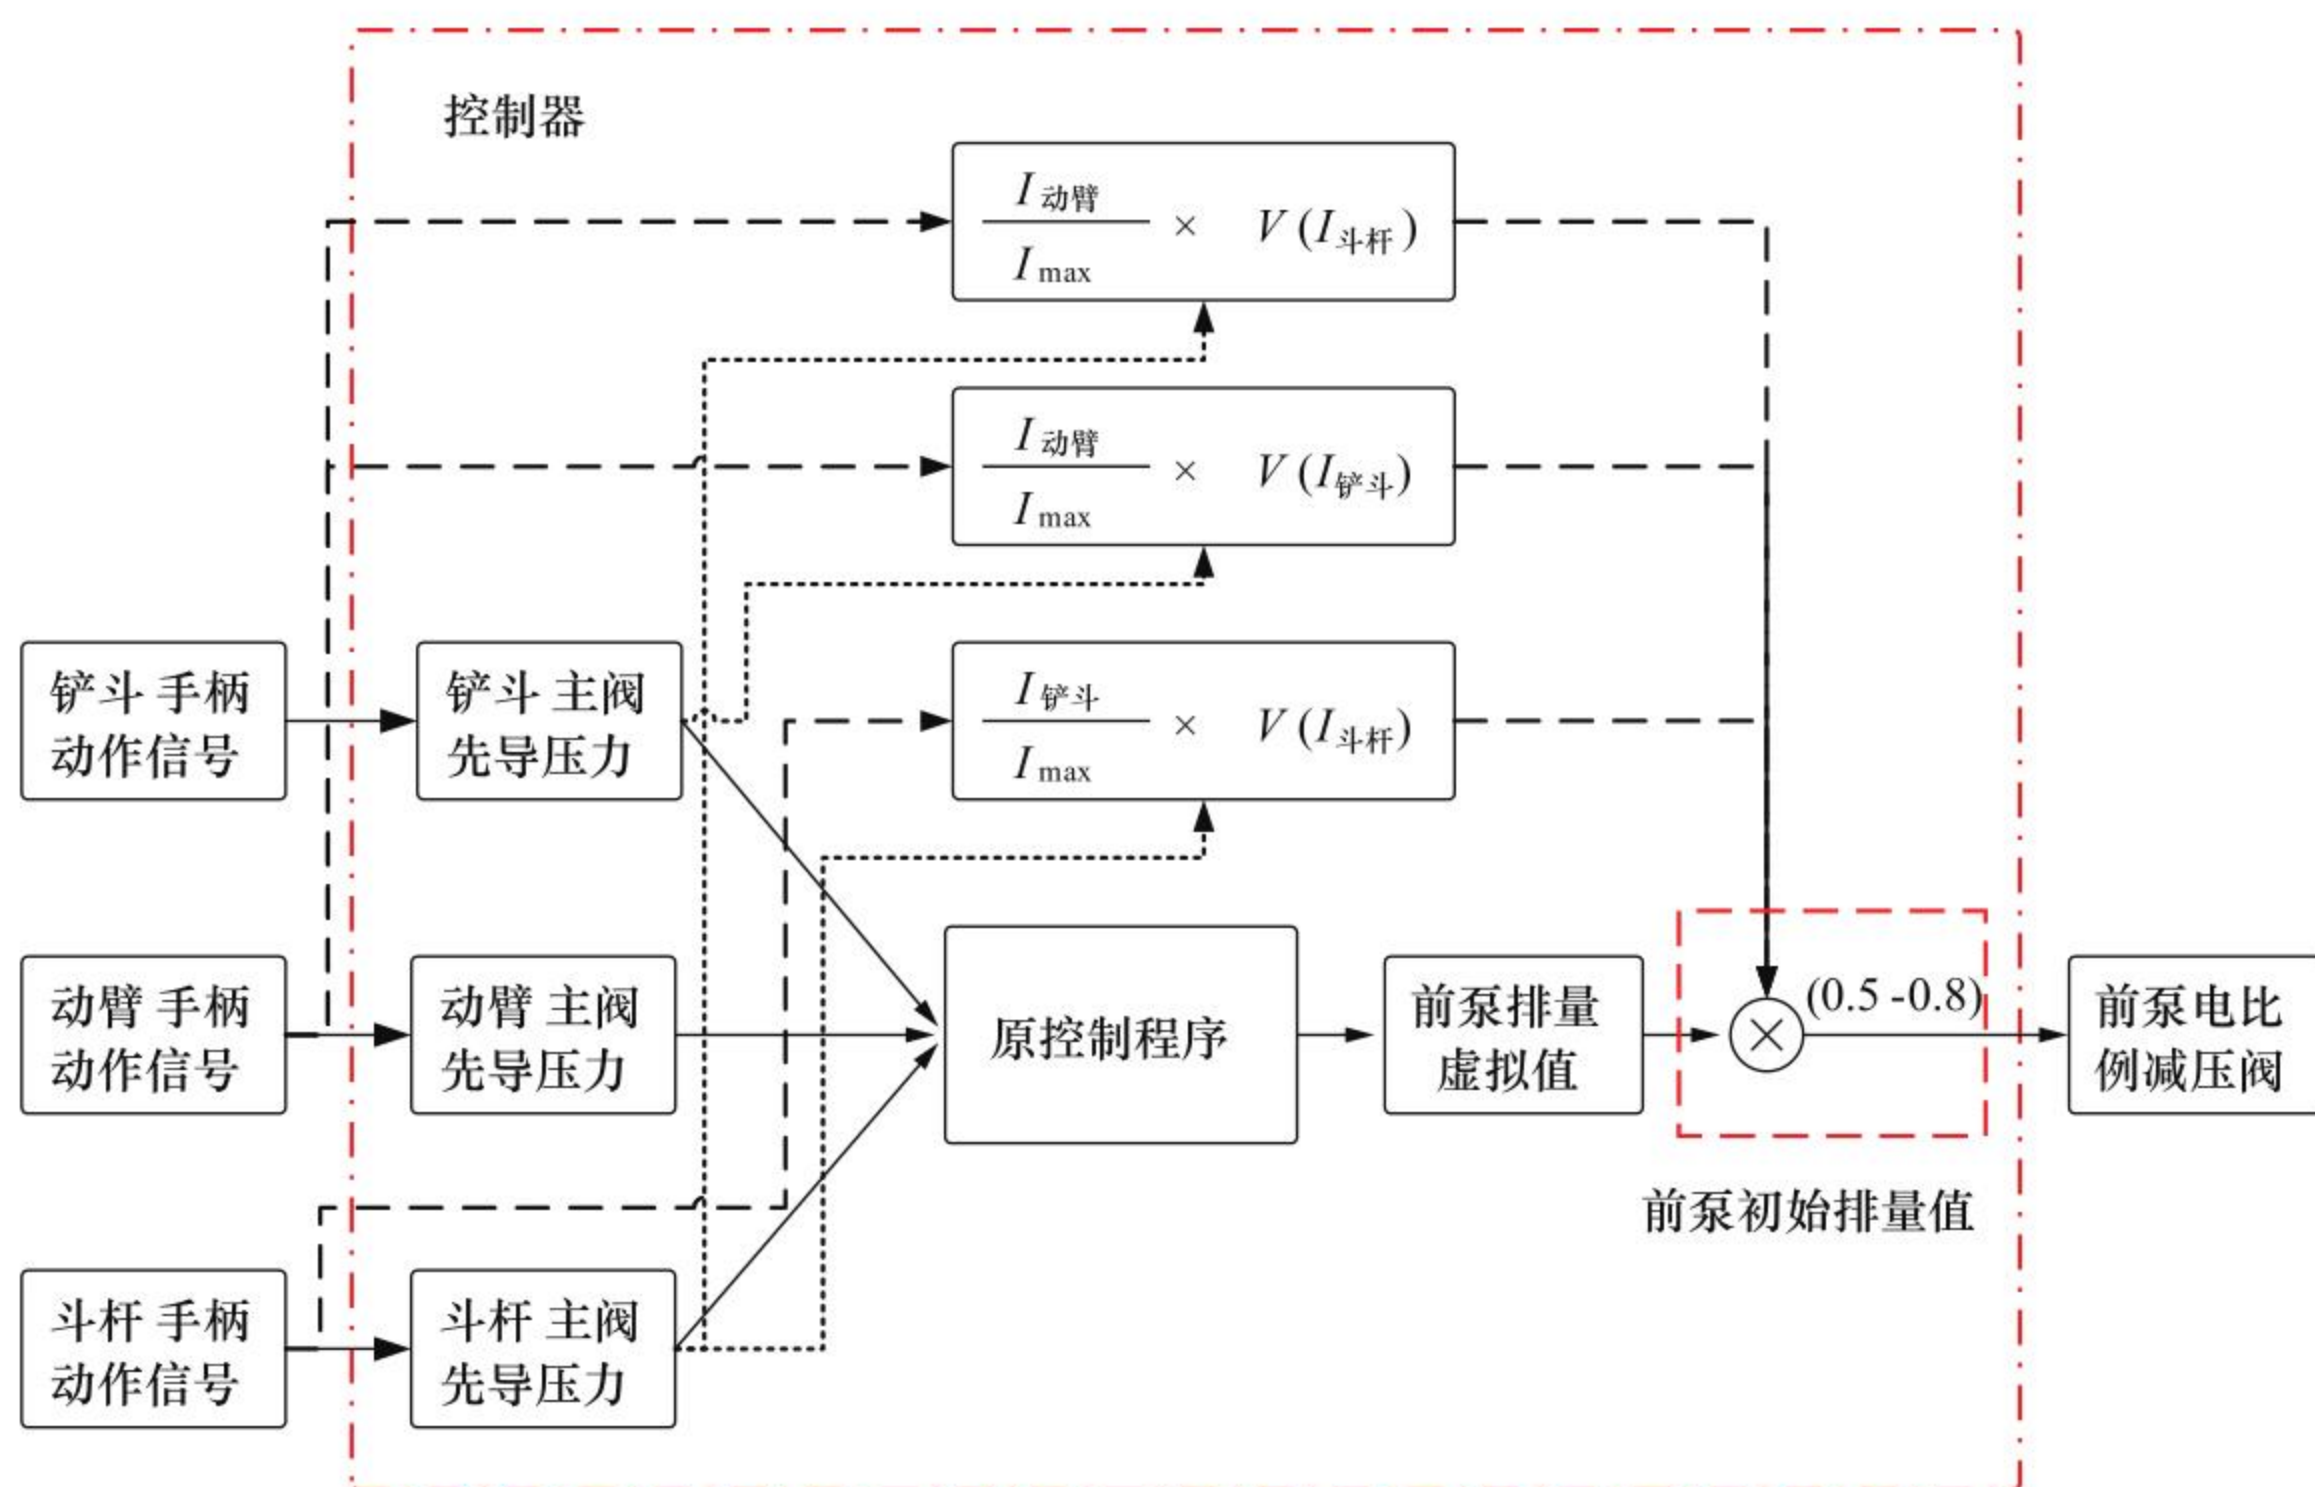 控制器
I动臂
Imax
× V (I斗杆)
I动臂
Imax
× V (I铲斗)
铲斗 手柄
动作信号
铲斗 主阀
先导压力
I铲斗
Imax
× V (I斗杆)
动臂 手柄
动作信号
动臂 主阀
先导压力
原控制程序
前泵排量
虚拟值
(0.5 -0.8)
前泵电比
例减压阀
前泵初始排量值
斗杆 手柄
动作信号
斗杆 主阀
先导压力